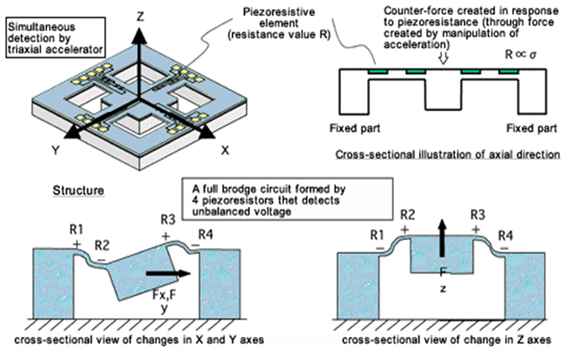 Simultaneous
detection by
triaxial accelerator
Z
Y
X
Piezoresistive
element
(resistance value R)
Counter-force created in response
to piezoresistance (through force
created by manipulation of
acceleration)
R ∝ σ
Fixed part
Fixed part
Cross-sectional illustration of axial direction
Structure
A full brodge circuit formed by
4 piezoresistors thet detects
unbalanced voltage
R1
+
R2
−
R3
+
R4
−
Fx,F
y
cross-sectional view of changes in X and Y axes
R1
−
R2
+
R3
+
R4
−
F
z
cross-sectional view of change in Z axes